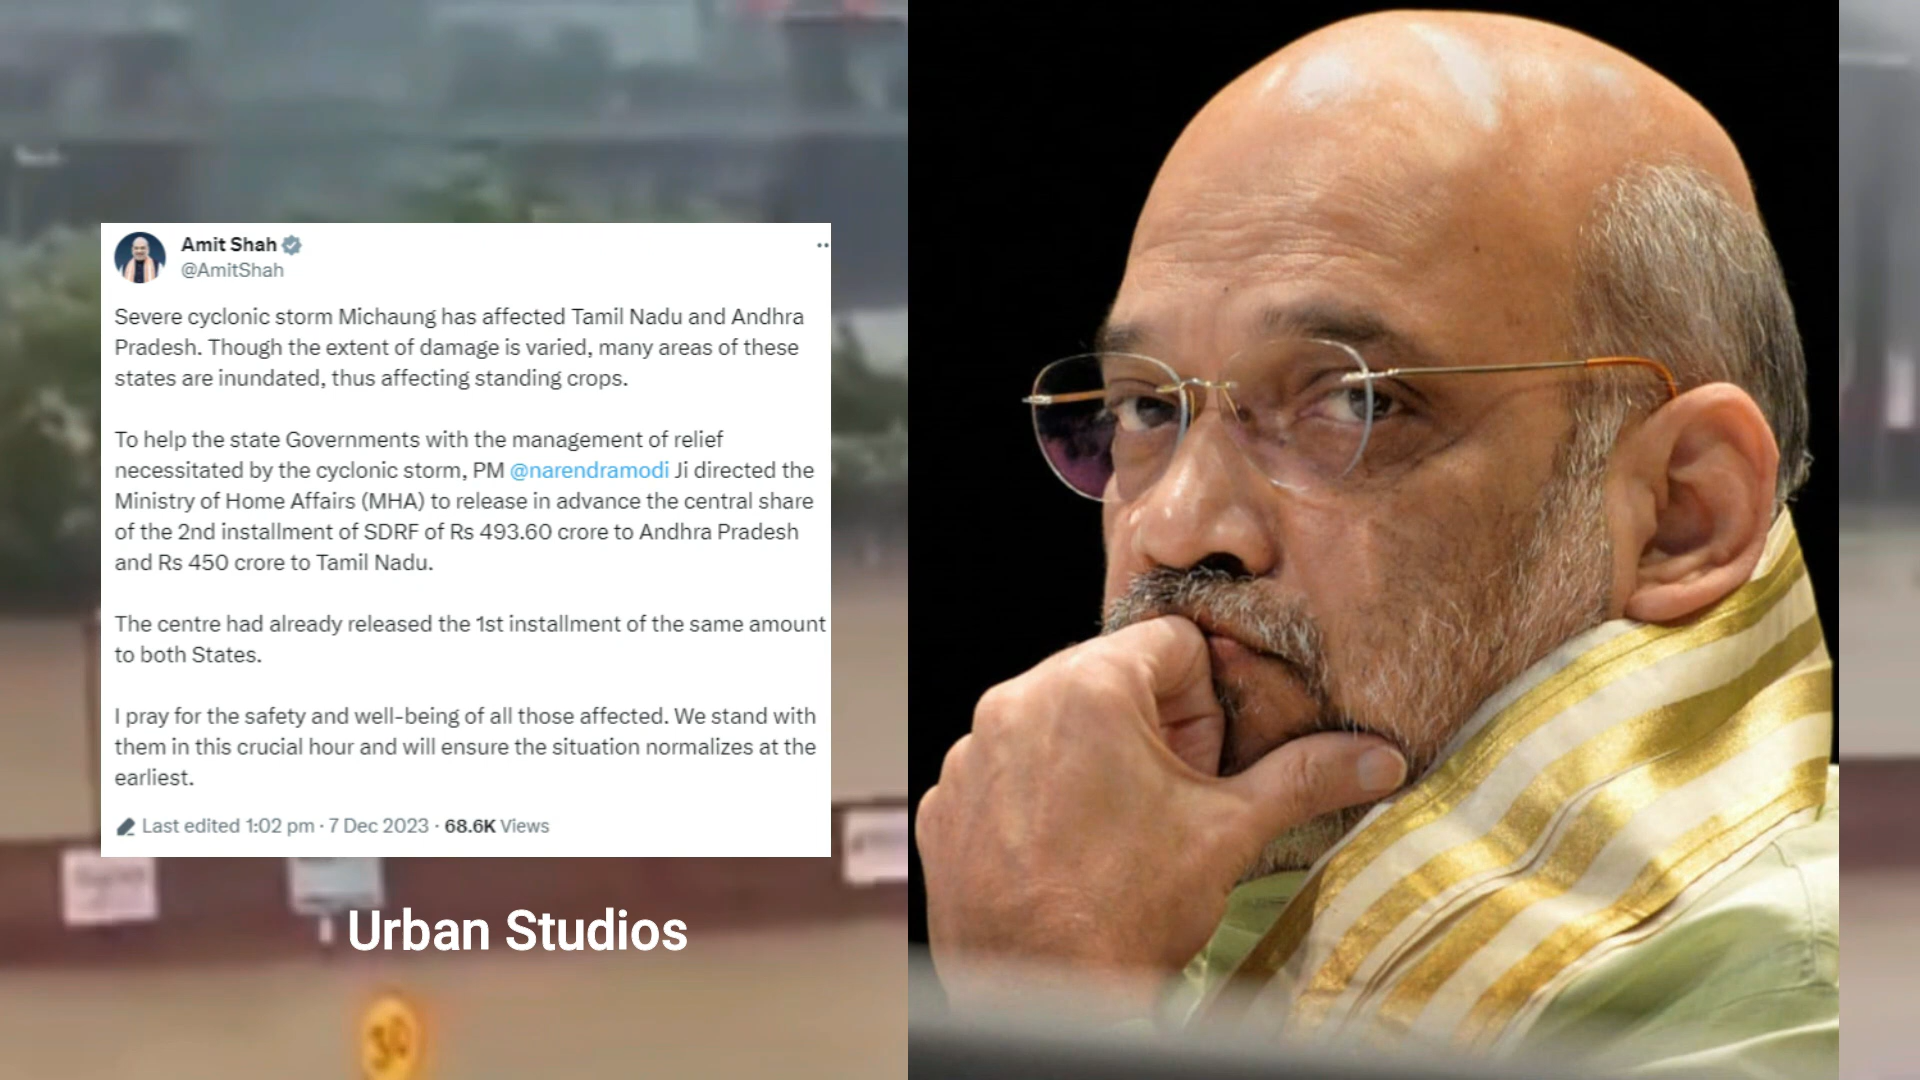 Amit Shah
@AmitShah
Severe cyclonic storm Michaung has affected Tamil Nadu and Andhra
Pradesh. Though the extent of damage is varied, many areas of these
states are inundated, thus affecting standing crops.
To help the state Governments with the management of relief
necessitated by the cyclonic storm, PM @narendramodi Ji directed the
Ministry of Home Affairs (MHA) to release in advance the central share
of the 2nd installment of SDRF of Rs 493.60 crore to Andhra Pradesh
and Rs 450 crore to Tamil Nadu.
The centre had already released the 1st installment of the same amount
to both States.
I pray for the safety and well-being of all those affected. We stand with
them in this crucial hour and will ensure the situation normalizes at the
earliest.
Last edited 1:02 pm · 7 Dec 2023 · 68.6K Views
Urban Studios